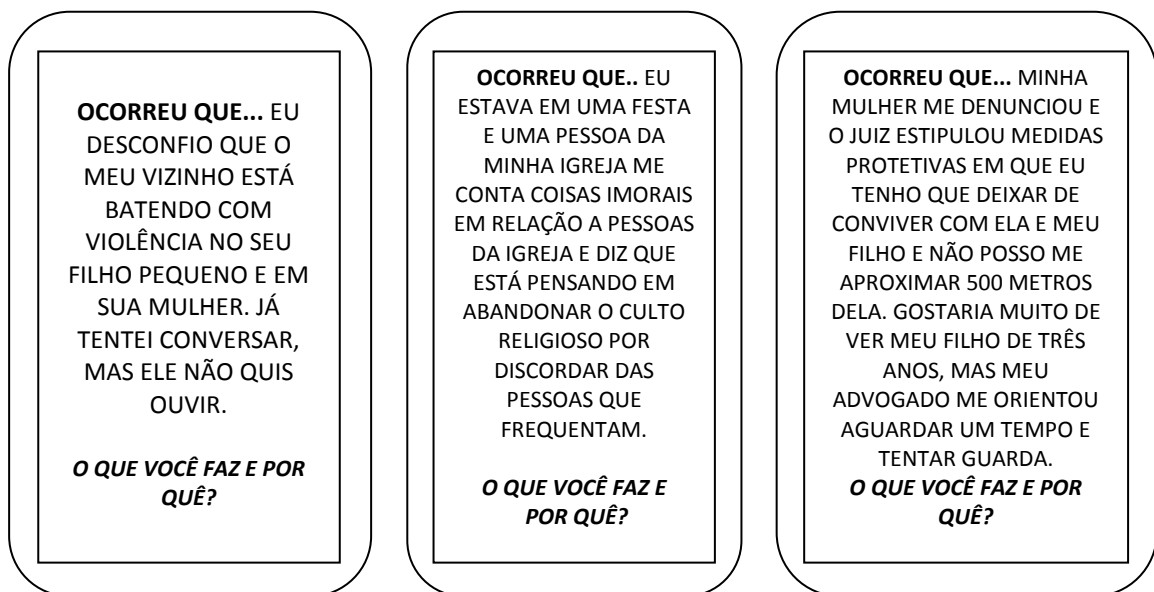 OCORREU QUE... EU
DESCONFIO QUE O
MEU VIZINHO ESTÁ
BATENDO COM
VIOLÊNCIA NO SEU
FILHO PEQUENO E EM
SUA MULHER. JÁ
TENTEI CONVERSAR,
MAS ELE NÃO QUIS
OUVIR.
O QUE VOCÊ FAZ E POR
QUÊ?
OCORREU QUE.. EU
ESTAVA EM UMA FESTA
E UMA PESSOA DA
MINHA IGREJA ME
CONTA COISAS IMORAIS
EM RELAÇÃO A PESSOAS
DA IGREJA E DIZ QUE
ESTÁ PENSANDO EM
ABANDONAR O CULTO
RELIGIOSO POR
DISCORDAR DAS
PESSOAS QUE
FREQUENTAM.
O QUE VOCÊ FAZ E
POR QUÊ?
OCORREU QUE... MINHA
MULHER ME DENUNCIOU E
O JUIZ ESTIPULOU MEDIDAS
PROTETIVAS EM QUE EU
TENHO QUE DEIXAR DE
CONVIVER COM ELA E MEU
FILHO E NÃO POSSO ME
APROXIMAR 500 METROS
DELA. GOSTARIA MUITO DE
VER MEU FILHO DE TRÊS
ANOS, MAS MEU
ADVOGADO ME ORIENTOU
AGUARDAR UM TEMPO E
TENTAR GUARDA.
O QUE VOCÊ FAZ E POR
QUÊ?